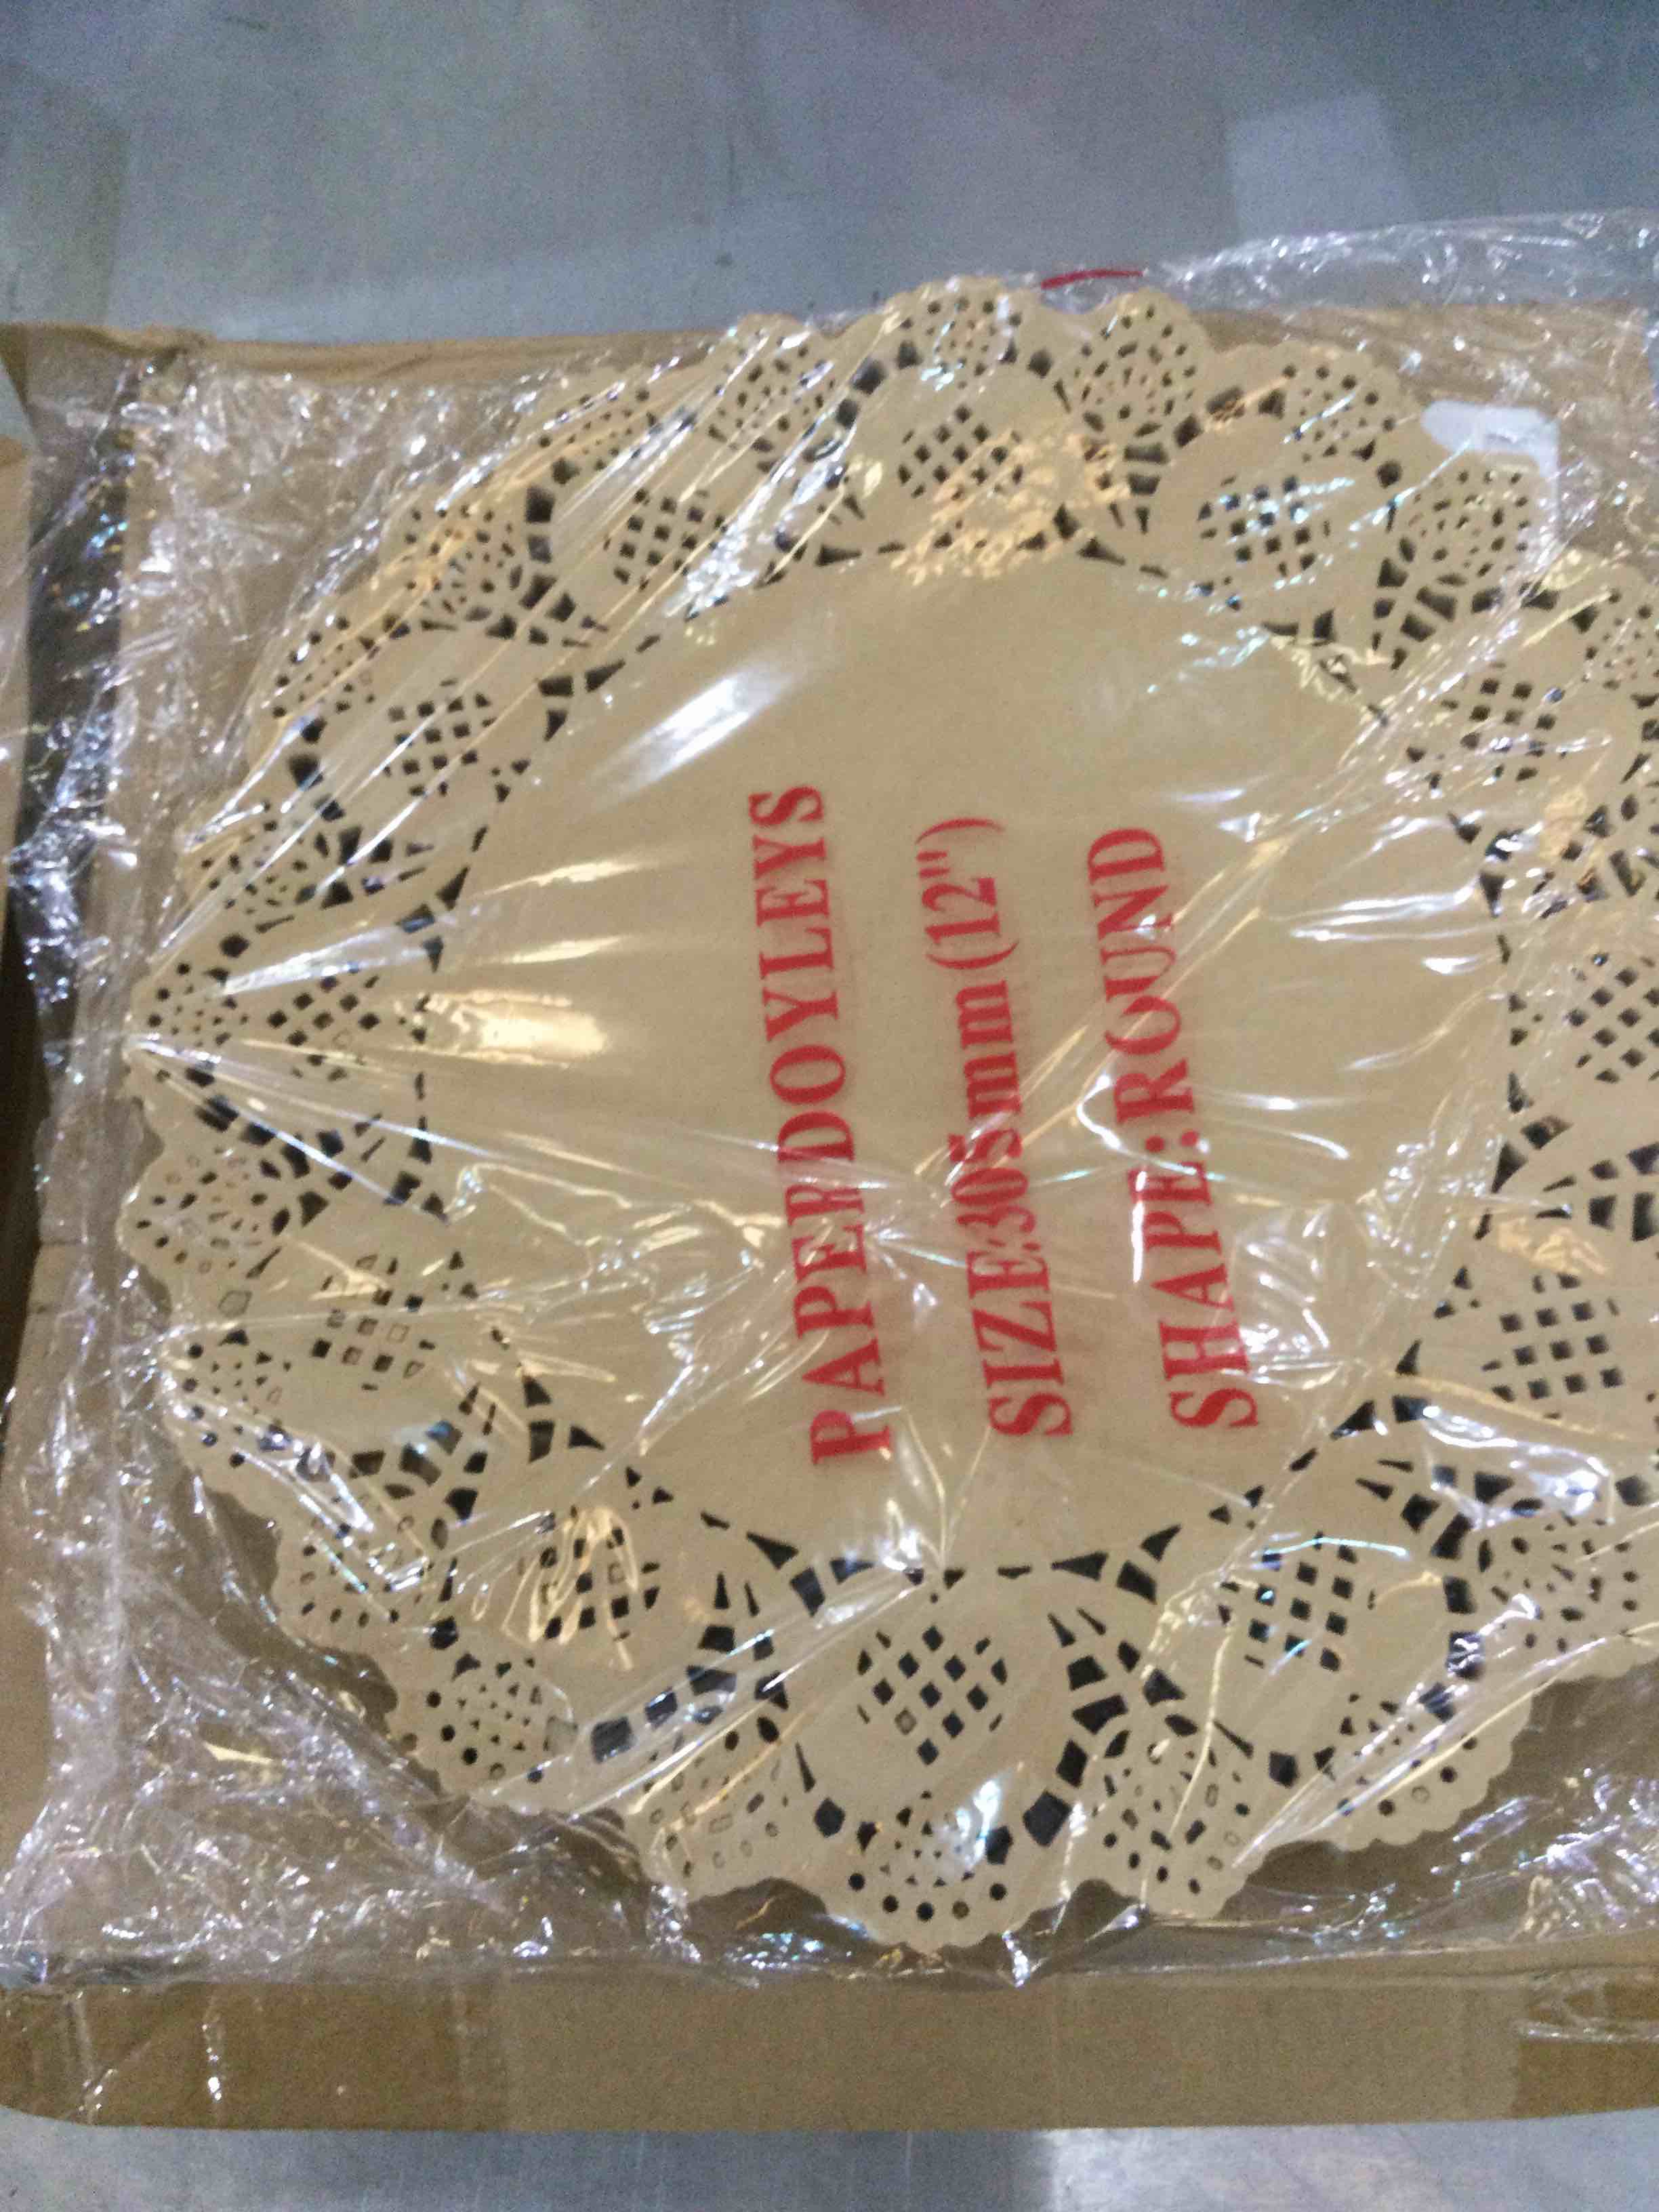 PAPER DOYLEYS
SIZE:305mm(12")
SHAPE:ROUND